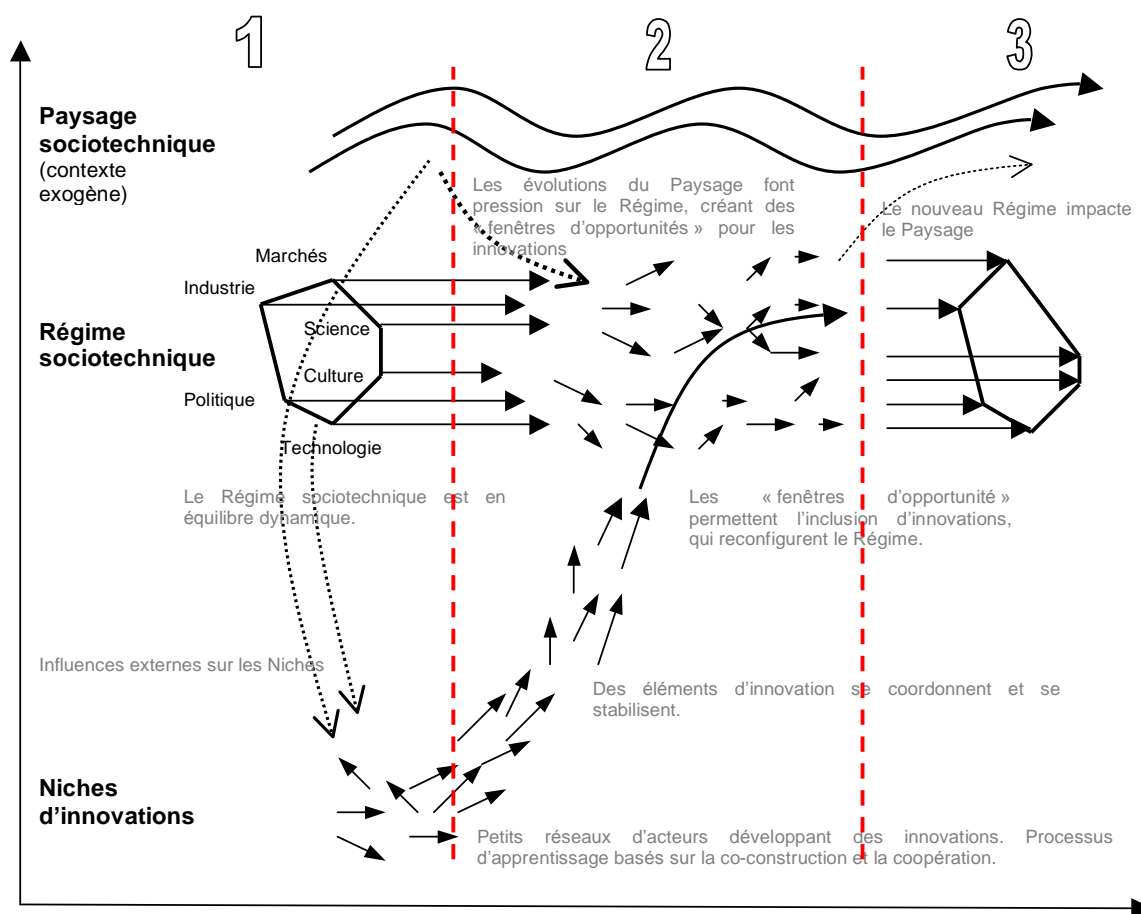 1
2
3
Paysage
sociotechnique
(contexte
exogène)
Les évolutions du Paysage font
pression sur le Régime, créant des
« fenêtres d'opportunités » pour les
innovations
Le nouveau Régime impacte
le Paysage
Marchés
Industrie
Régime
sociotechnique
Science
Culture
Politique
Technologie
Le Régime sociotechnique est en
équilibre dynamique.
Les « fenêtres d'opportunité »
permettent l'inclusion d'innovations,
qui reconfigurent le Régime.
Influences externes sur les Niches
Des éléments d'innovation se coordonnent et se
stabilisent.
Niches
d'innovations
Petits réseaux d'acteurs développant des innovations. Processus
d'apprentissage basés sur la co-construction et la coopération.